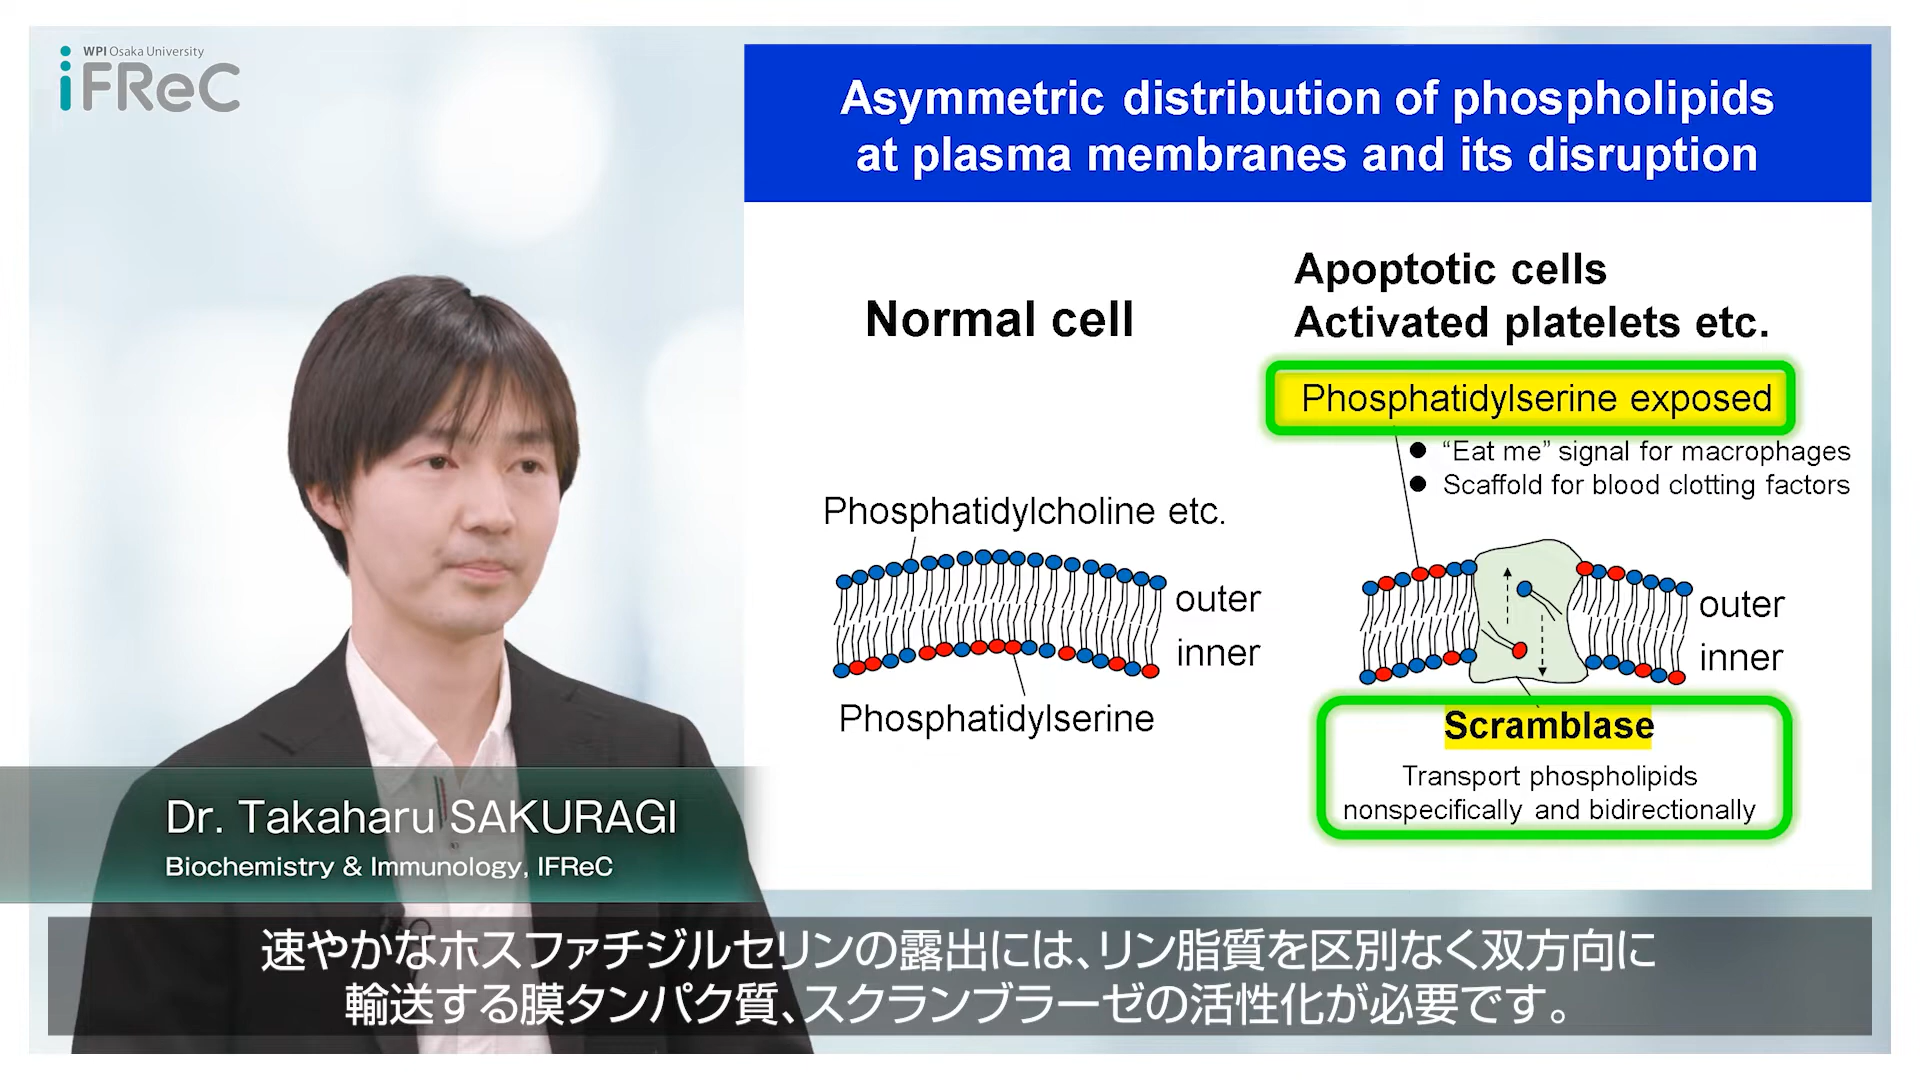 WPI Osaka University
iFReC
Asymmetric distribution of phospholipids
at plasma membranes and its disruption
Normal cell
Apoptotic cells
Activated platelets etc.
Phosphatidylserine exposed
● “Eat me” signal for macrophages
● Scaffold for blood clotting factors
Phosphatidylcholine etc.
outer
inner
Phosphatidylserine
outer
inner
Scramblase
Transport phospholipids
nonspecifically and bidirectionally
Dr. Takaharu SAKURAGI
Biochemistry & Immunology, IFReC
速やかなホスファチジルセリンの露出には、リン脂質を区別なく双方向に
輸送する膜タンパク質、スクランブラーゼの活性化が必要です。